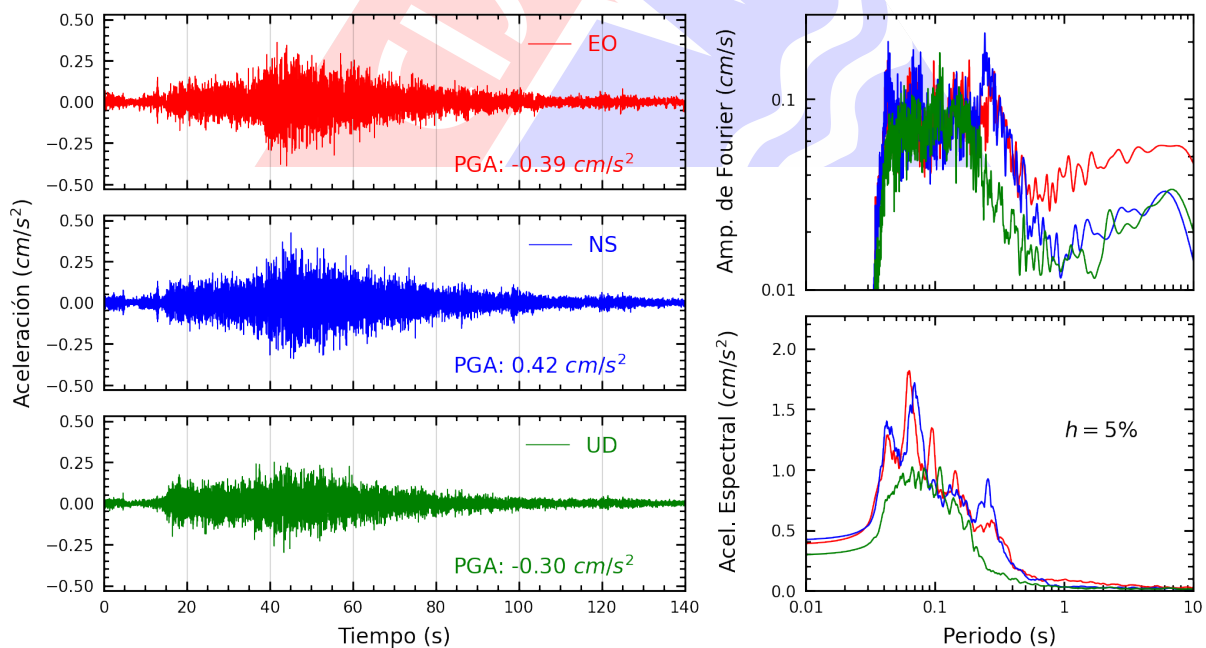 Aceleración (cm/s²)
0.50
0.25
0.00
−0.25
−0.50
EO
PGA: -0.39 cm/s²
0.50
0.25
0.00
−0.25
−0.50
NS
PGA: 0.42 cm/s²
0.50
0.25
0.00
−0.25
−0.50
UD
PGA: -0.30 cm/s²
0 20 40 60 80 100 120 140
Tiempo (s)
Amp. de Fourier (cm/s)
0.1
0.01
Acel. Espectral (cm/s²)
2.0
1.5
1.0
0.5
0.0
h = 5%
0.01 0.1 1 10
Periodo (s)